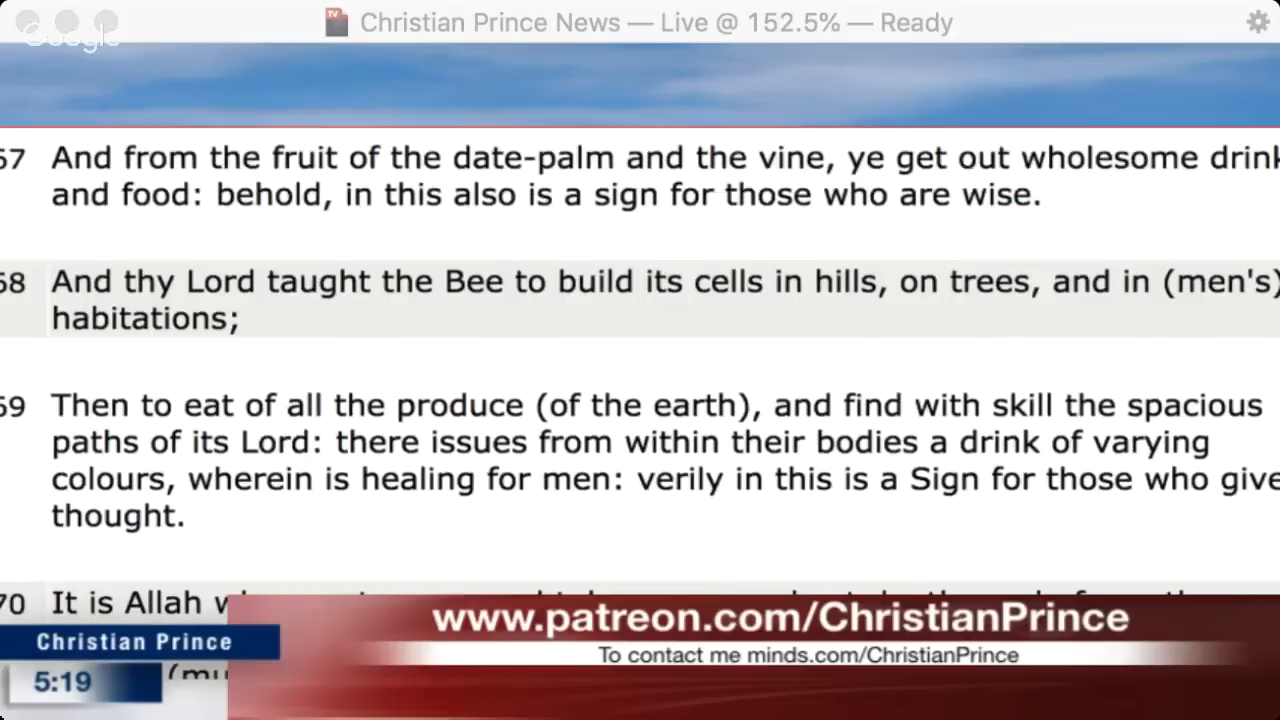 Christian Prince News — Live @ 152.5% — Ready
Google
67 And from the fruit of the date-palm and the vine, ye get out wholesome drink
and food: behold, in this also is a sign for those who are wise.
68 And thy Lord taught the Bee to build its cells in hills, on trees, and in (men's)
habitations;
69 Then to eat of all the produce (of the earth), and find with skill the spacious
paths of its Lord: there issues from within their bodies a drink of varying
colours, wherein is healing for men: verily in this is a Sign for those who give
thought.
70 It is Allah
www.patreon.com/ChristianPrince
Christian Prince
To contact me minds.com/ChristianPrince
5:19